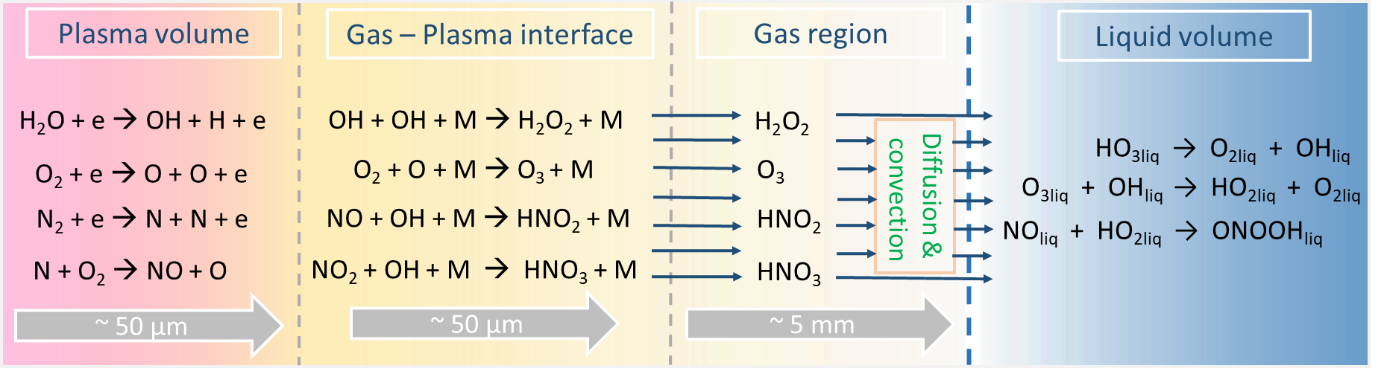 Plasma volume
H₂O + e → OH + H + e
O₂ + e → O + O + e
N₂ + e → N + N + e
N + O₂ → NO + O
~ 50 µm
Gas – Plasma interface
OH + OH + M → H₂O₂ + M
O₂ + O + M → O₃ + M
NO + OH + M → HNO₂ + M
NO₂ + OH + M → HNO₃ + M
~ 50 µm
Gas region
H₂O₂
O₃
HNO₂
HNO₃
Diffusion &
convection
~ 5 mm
Liquid volume
HO₃liq → O₂liq + OHliq
O₃liq + OHliq → HO₂liq + O₂liq
NOliq + HO₂liq → ONOOHliq